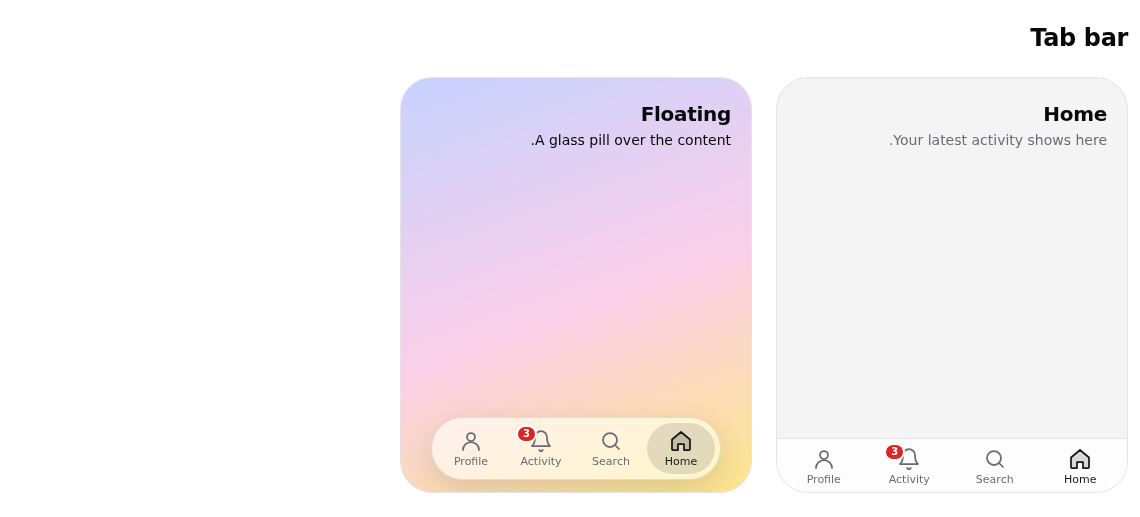 Tab bar
Home
.Your latest activity shows here
Home
Search
Activity
3
Profile
Floating
.A glass pill over the content
Home
Search
Activity
3
Profile